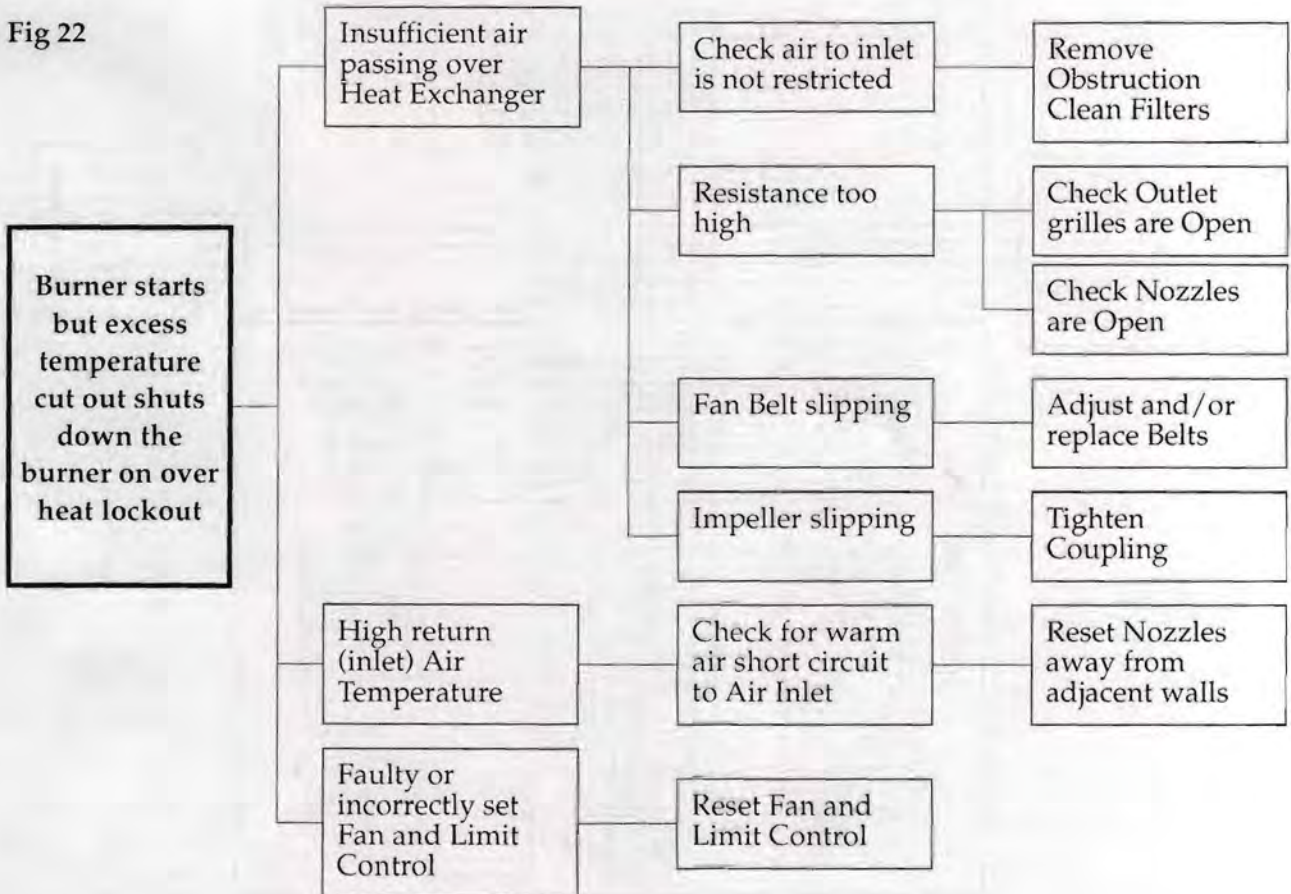 Fig 22
Burner starts
but excess
temperature
cut out shuts
down the
burner on over
heat lockout
Insufficient air
passing over
Heat Exchanger
Check air to inlet
is not restricted
Remove
Obstruction
Clean Filters
Resistance too
high
Check Outlet
grilles are Open
Check Nozzles
are Open
Fan Belt slipping
Adjust and/or
replace Belts
Impeller slipping
Tighten
Coupling
High return
(inlet) Air
Temperature
Check for warm
air short circuit
to Air Inlet
Reset Nozzles
away from
adjacent walls
Faulty or
incorrectly set
Fan and Limit
Control
Reset Fan and
Limit Control